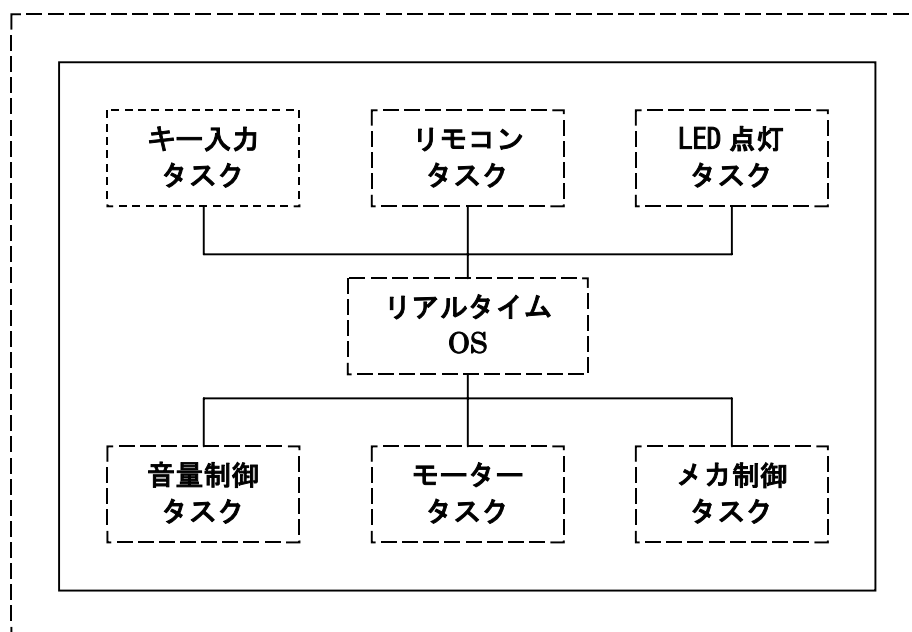 キー入力
タスク
リモコン
タスク
LED 点灯
タスク
リアルタイム
OS
音量制御
タスク
モーター
タスク
メカ制御
タスク